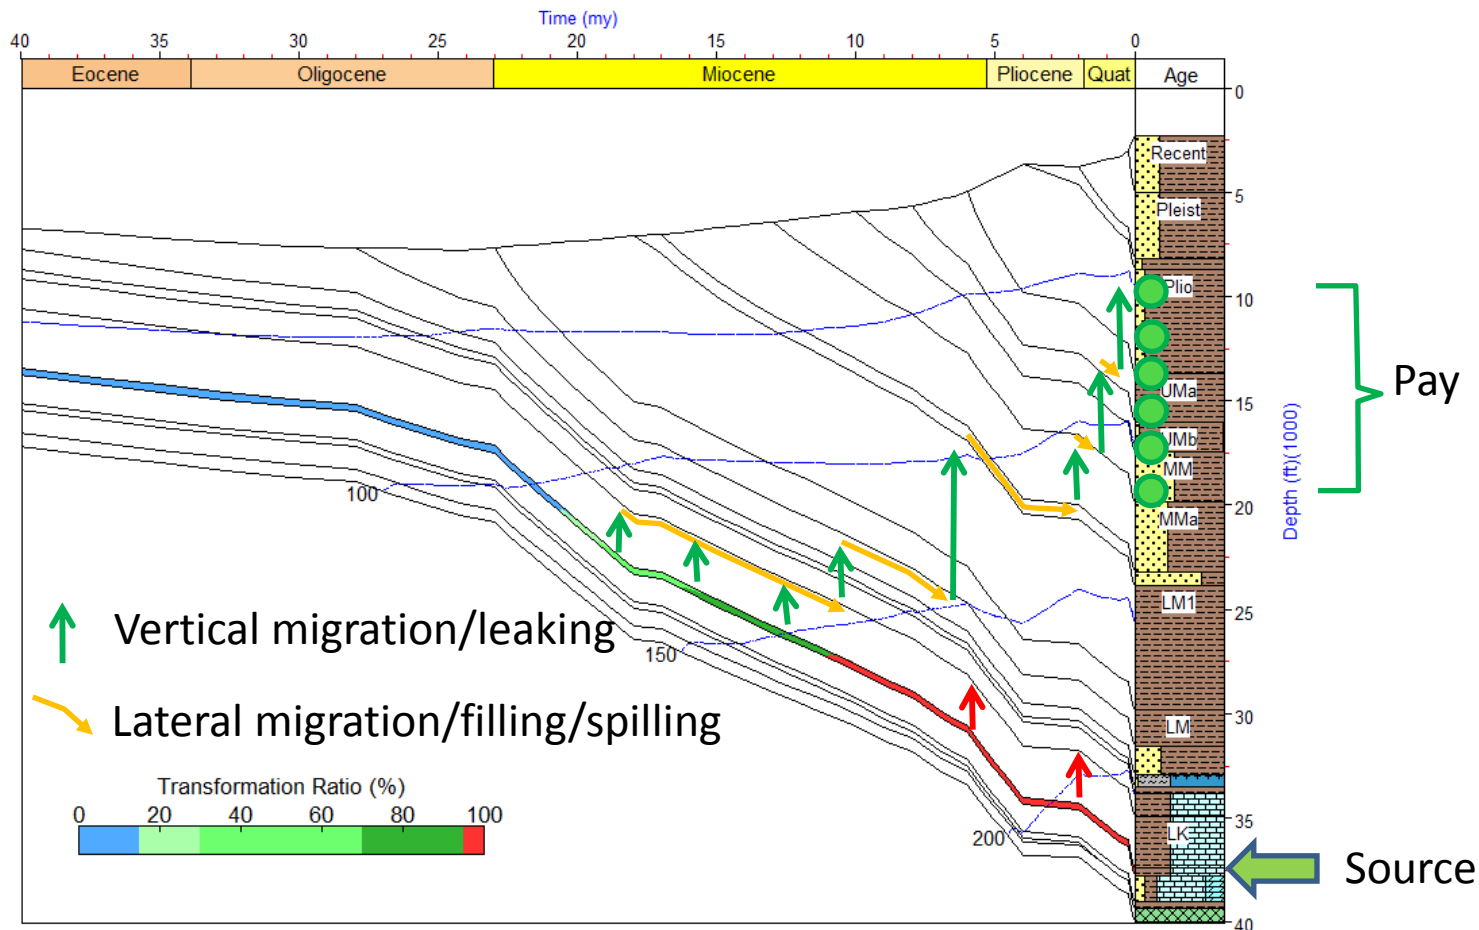 Time (my)
40 35 30 25 20 15 10 5 0
Eocene Oligocene Miocene Pliocene Quat Age
0
Recent
5
Pleist
Plio
10
Pay
UMa
15
UMb
MM
100
20
MMa
Depth (ft)(1000)
LM1
25
Vertical migration/leaking
150
LM
30
Lateral migration/filling/spilling
Transformation Ratio (%)
0 20 40 60 80 100
200
35
LK
Source
40